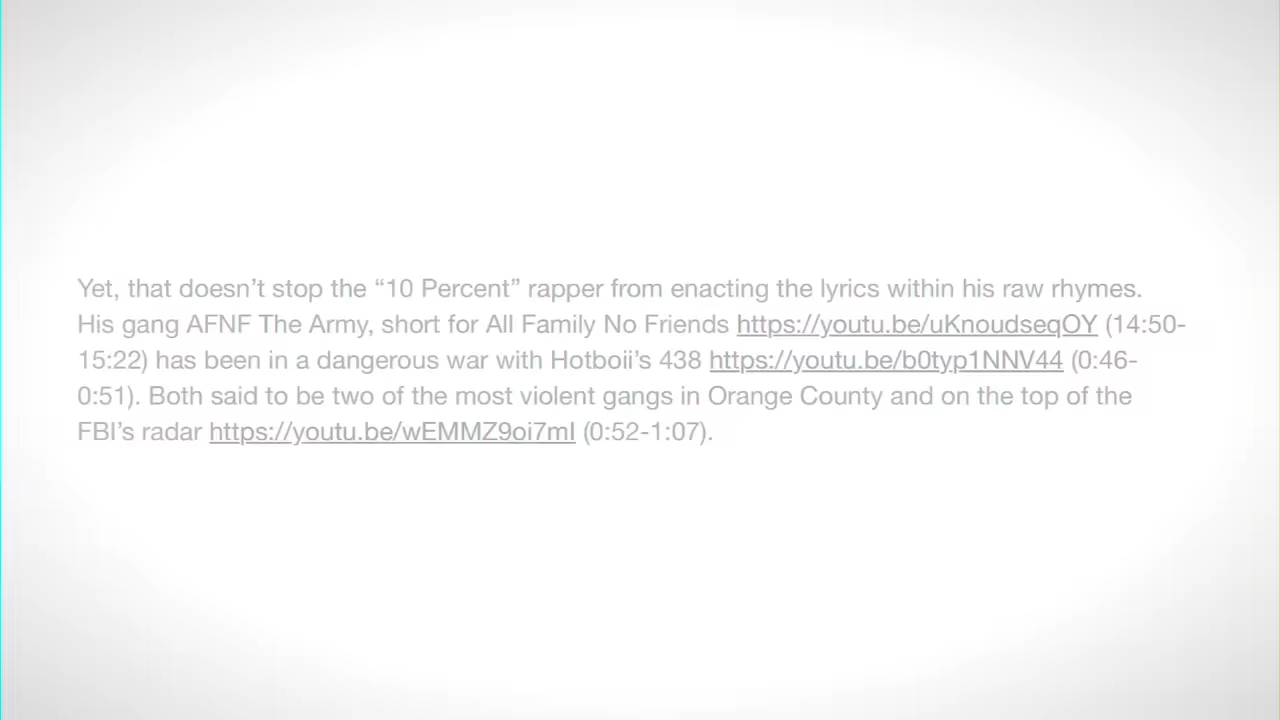 Yet, that doesn’t stop the “10 Percent” rapper from enacting the lyrics within his raw rhymes.
His gang AFNF The Army, short for All Family No Friends https://youtu.be/uKnoudseqOY (14:50-
15:22) has been in a dangerous war with Hotboii’s 438 https://youtu.be/b0typ1NNV44 (0:46-
0:51). Both said to be two of the most violent gangs in Orange County and on the top of the
FBI’s radar https://youtu.be/wEMMZ9oi7mI (0:52-1:07).